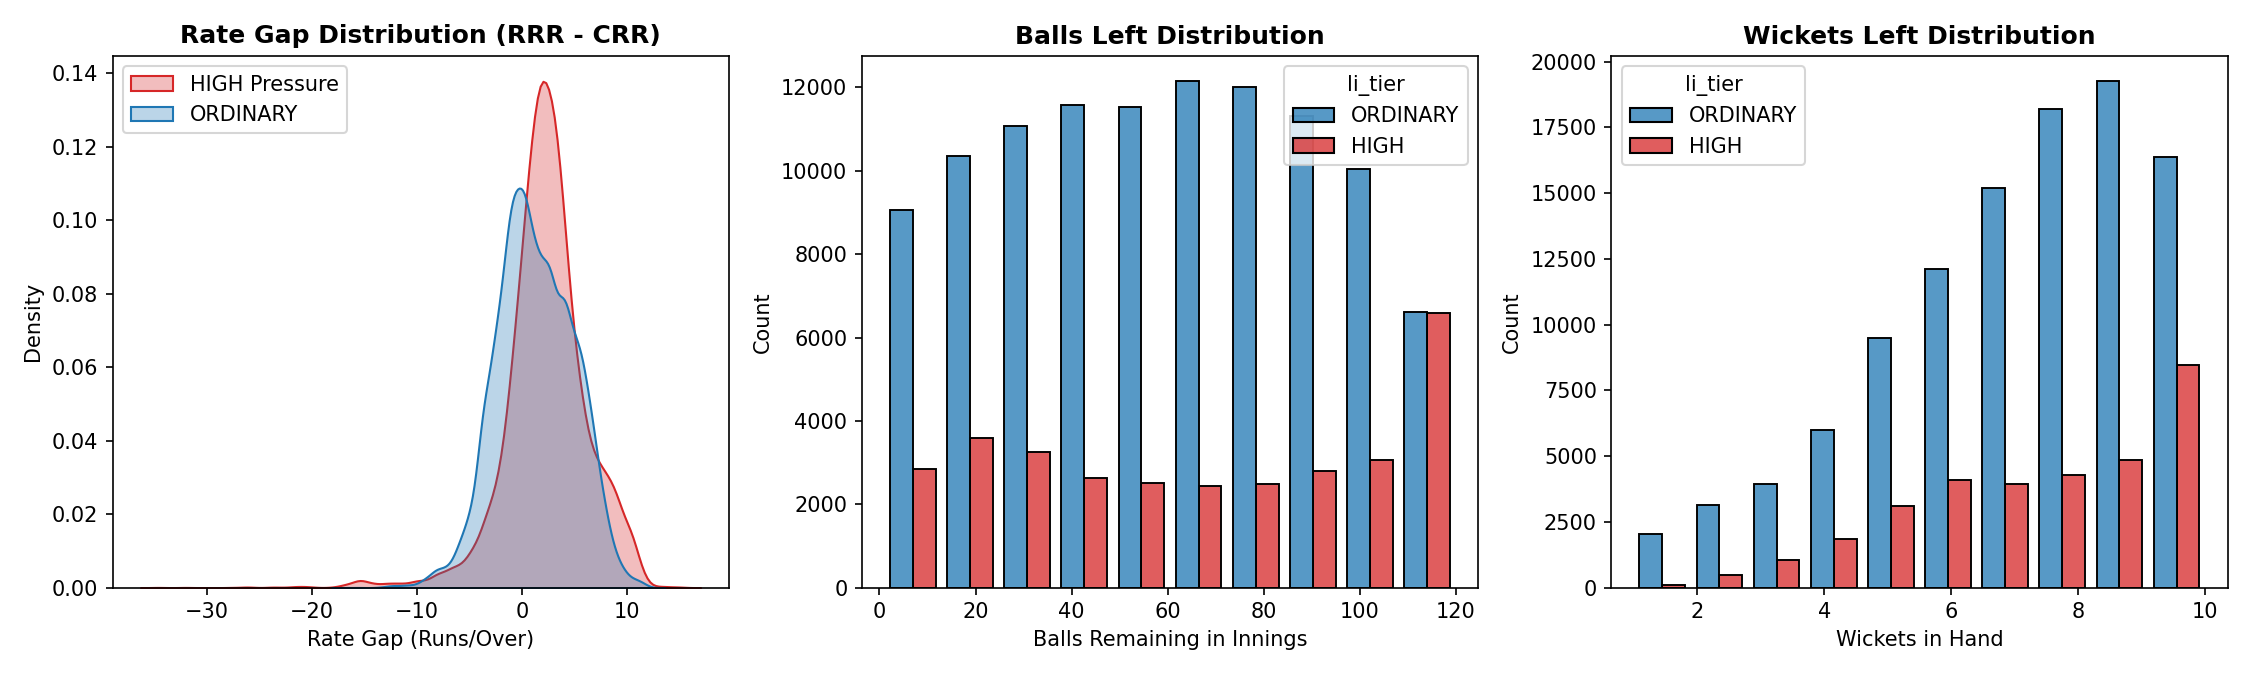 Rate Gap Distribution (RRR - CRR)
HIGH Pressure
ORDINARY
0.14
0.12
0.10
0.08
0.06
0.04
0.02
0.00
Density
−30
−20
−10
0
10
Rate Gap (Runs/Over)
Balls Left Distribution
li_tier
ORDINARY
HIGH
12000
10000
8000
6000
4000
2000
0
Count
0
20
40
60
80
100
120
Balls Remaining in Innings
Wickets Left Distribution
li_tier
ORDINARY
HIGH
20000
17500
15000
12500
10000
7500
5000
2500
0
Count
2
4
6
8
10
Wickets in Hand